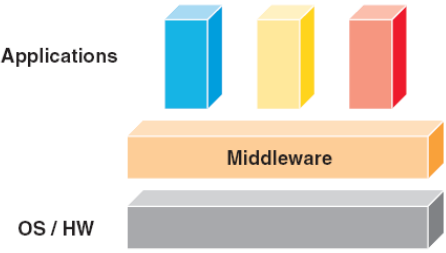 Applications
Middleware
OS / HW